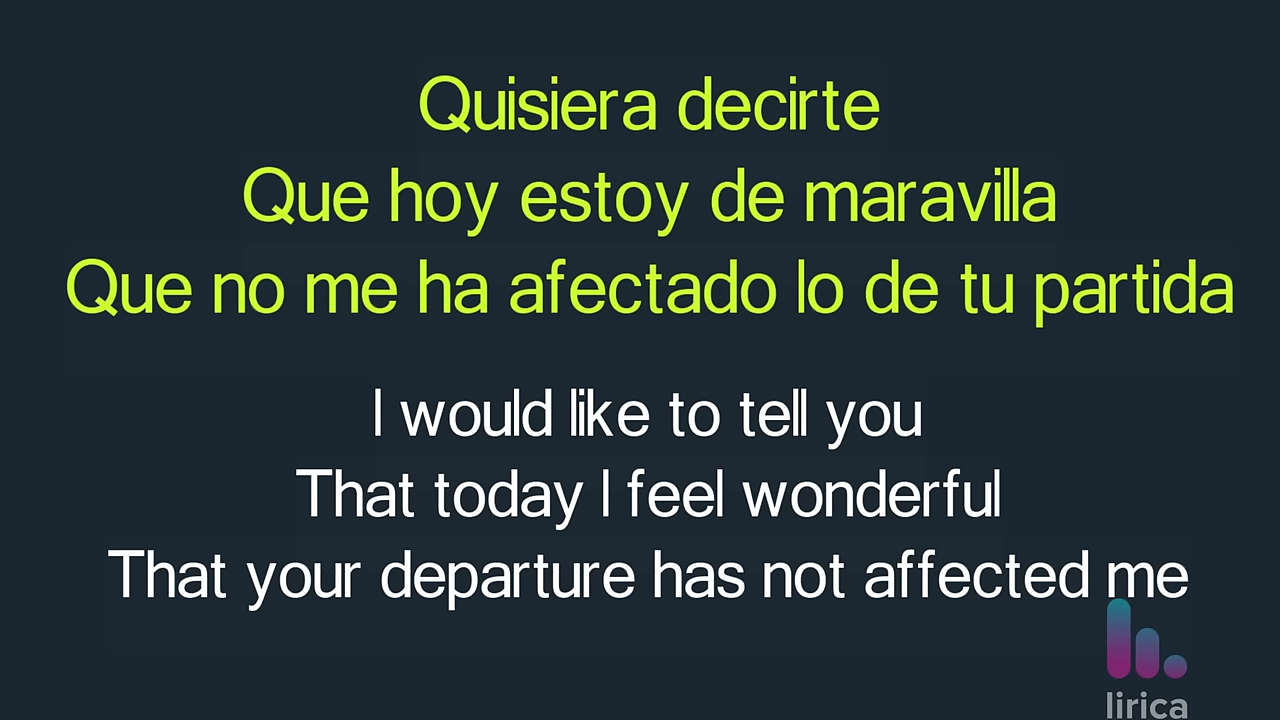 Quisiera decirte
Que hoy estoy de maravilla
Que no me ha afectado lo de tu partida
I would like to tell you
That today I feel wonderful
That your departure has not affected me
lirica